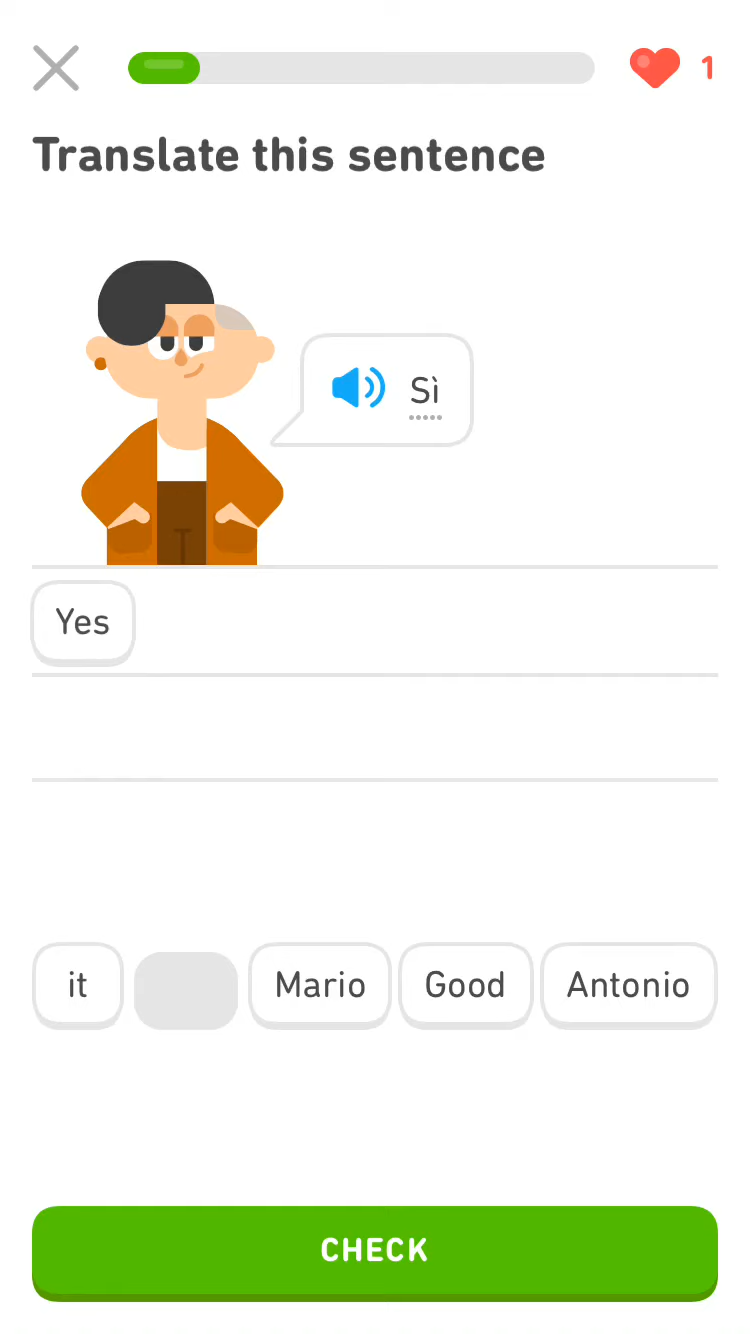 1
Translate this sentence
Sì
Yes
it Mario Good Antonio
CHECK